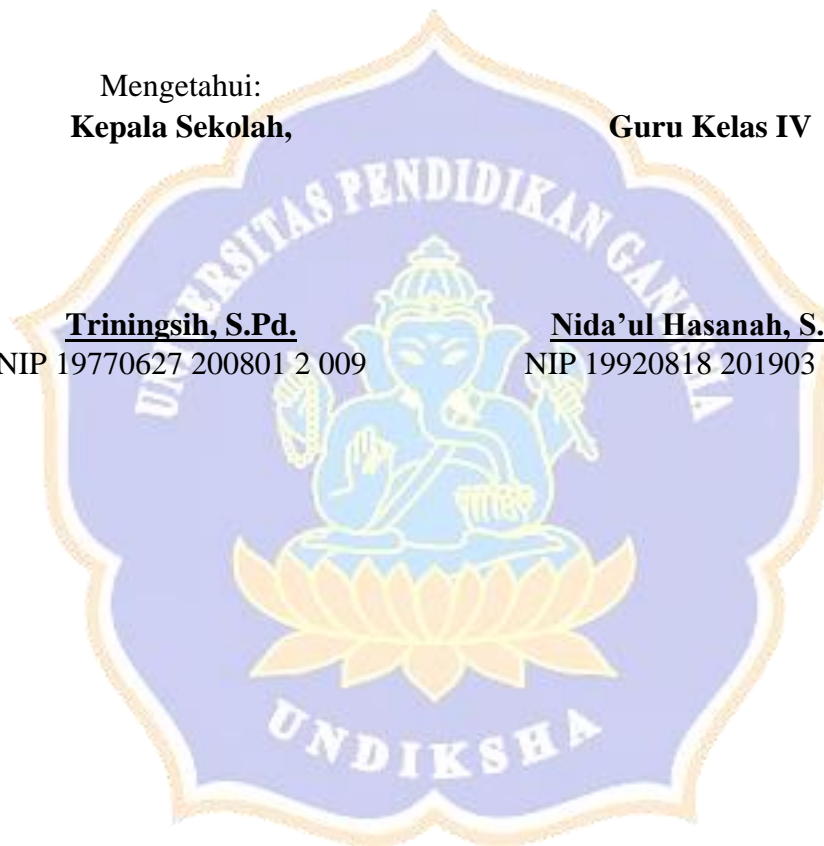 Mengetahui:
Kepala Sekolah,
Guru Kelas IV
UNIVERSITAS PENDIDIKAN GANESHA
Triningsih, S.Pd.
NIP 19770627 200801 2 009
Nida’ul Hasanah, S.
NIP 19920818 201903
UNDIKSHA